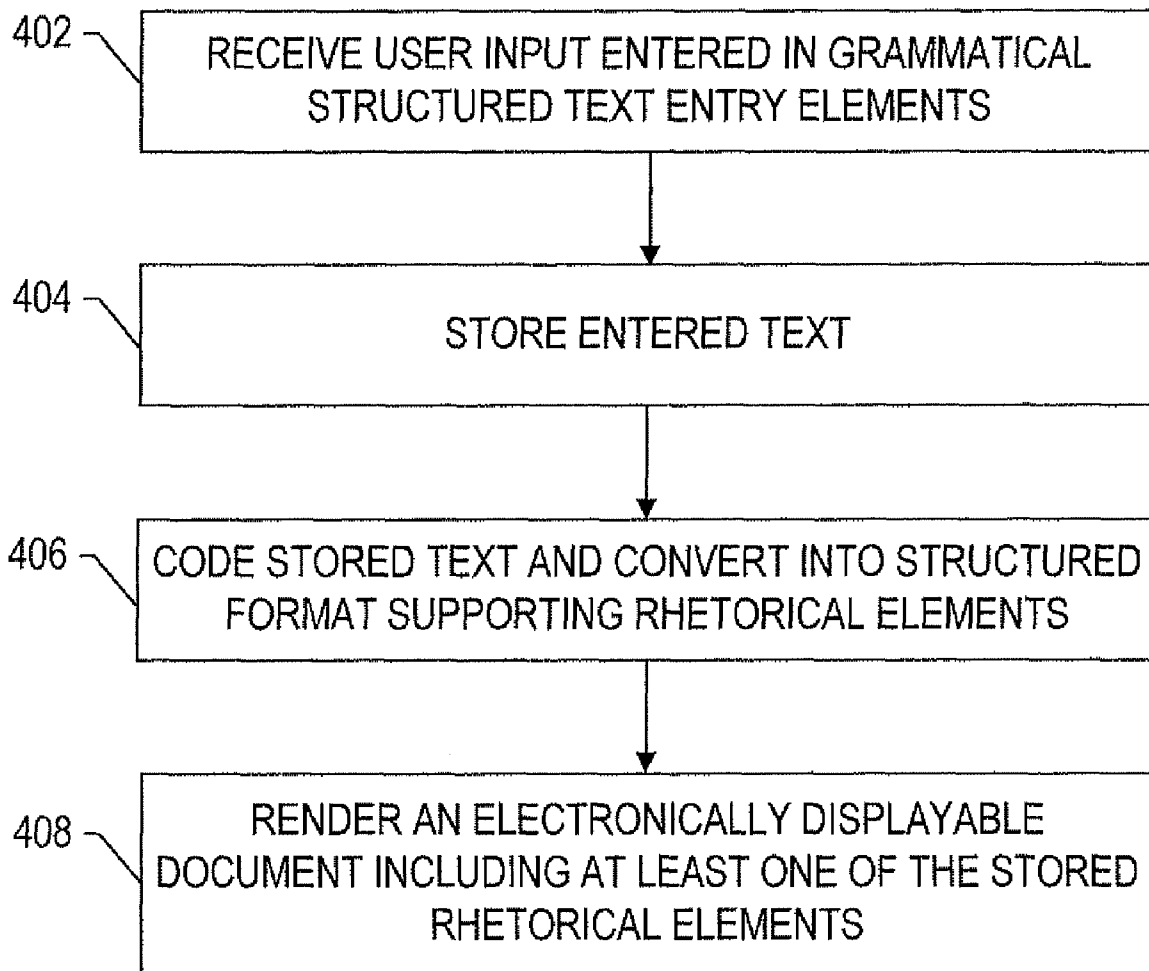 402
RECEIVE USER INPUT ENTERED IN GRAMMATICAL
STRUCTURED TEXT ENTRY ELEMENTS
404
STORE ENTERED TEXT
406
CODE STORED TEXT AND CONVERT INTO STRUCTURED
FORMAT SUPPORTING RHETORICAL ELEMENTS
408
RENDER AN ELECTRONICALLY DISPLAYABLE
DOCUMENT INCLUDING AT LEAST ONE OF THE STORED
RHETORICAL ELEMENTS